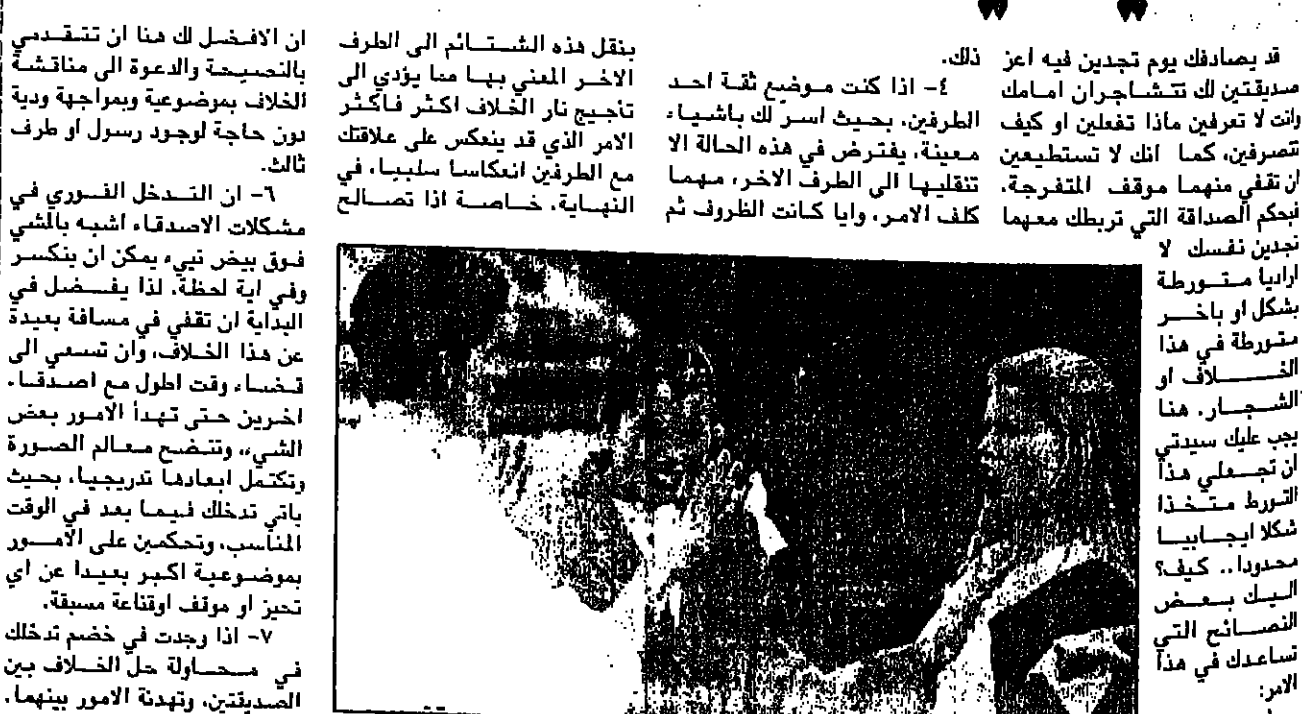 قد يصادفك يوم تجدين فيه اعز
صديقتين لك تتشاجران امامك
وانت لا تعرفين ماذا تفعلين او كيف
تتصرفين، كما انك لا تستطيعين
ان تقفي منهما موقف المتفرجة.
فبحكم الصداقة التي تربطك معهما
تجدين نفسك لا
اراديا متورطة
بشكل او باخر
متورطة في هذا
الخلاف او
الشجار. هنا
يجب عليك سيدتي
ان تجعلي هذا
التورط متخذا
شكلا ايجابيا
محدودا.. كيف؟
اليك بعض
النصائح التي
تساعدك في هذا
الامر:
ذلك.
٤- اذا كنت موضع ثقة احد
الطرفين. بحيث اسر لك باشياء
معينة، يفترض في هذه الحالة الا
تنقليها الى الطرف الاخر، مهما
كلف الامر، وايا كانت الظروف ثم
بنقل هذه الشتائم الى الطرف
الاخر المعني بها مما يؤدي الى
تأجيج نار الخلاف اكثر فاكثر
الامر الذي قد ينعكس على علاقتك
مع الطرفين انعكاسا سلبيا، في
النهاية. خاصة اذا تصالح
ان الافضل لك هنا ان تتقدمي
بالنصيحة والدعوة الى مناقشة
الخلاف بموضوعية وبمواجهة ودية
دون حاجة لوجود رسول او طرف
ثالث.
٦- ان التدخل الفوري في
مشكلات الاصدقاء اشبه بالمشي
فوق بيض نيء يمكن ان ينكسر
وفي اية لحظة. لذا يفضل في
البداية ان تقفي في مسافة بعيدة
عن هذا الخلاف، وان تسعي الى
قضاء وقت اطول مع اصدقاء
اخرين حتى تهدأ الامور بعض
الشيء، وتتضح معالم الصورة
وتكتمل ابعادها تدريجيا، بحيث
ياتي تدخلك فيما بعد في الوقت
المناسب، وتحكمين على الامور
بموضوعية اكبر بعيدا عن اي
تحيز او موقف اوقناعة مسبقة.
٧- اذا وجدت في خضم تدخلك
في محاولة حل الخلاف بين
الصديقتين، وتهدئة الامور بينهما.